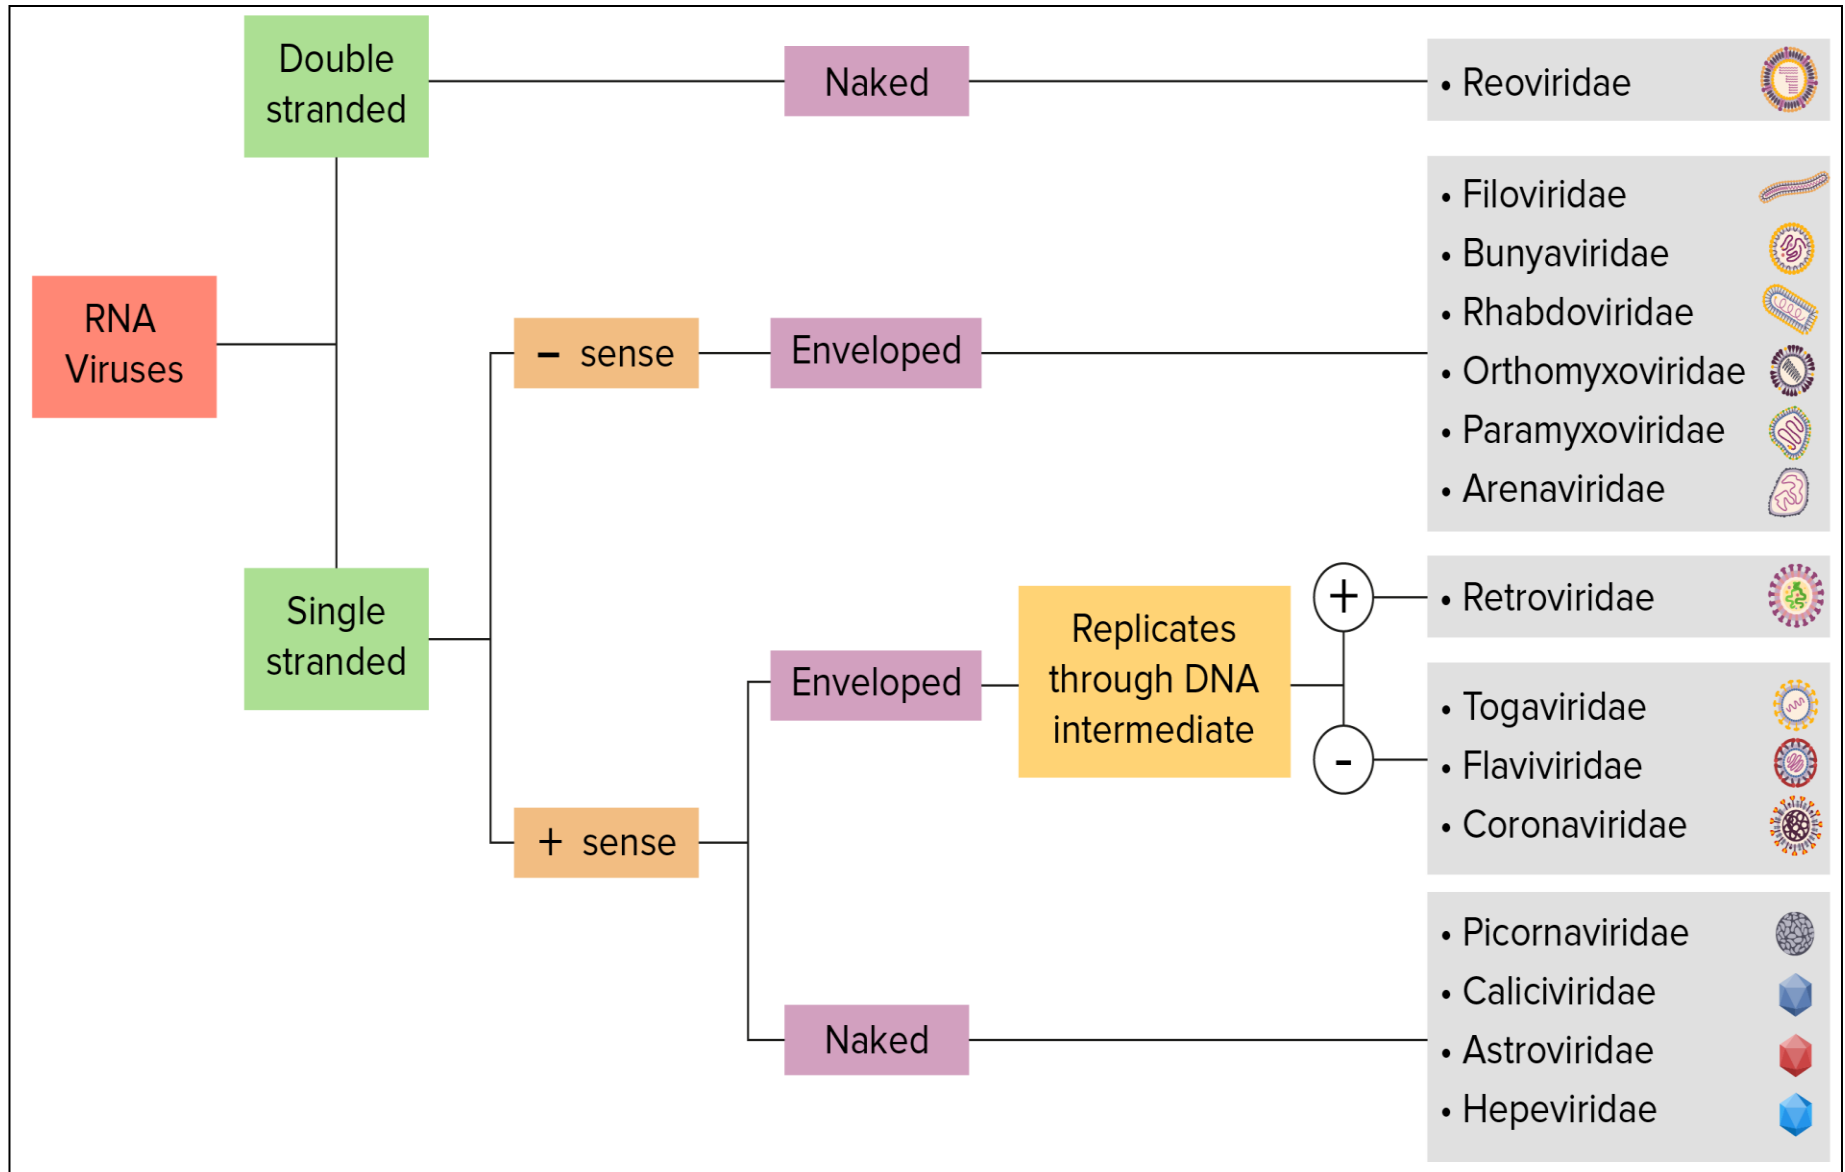 Double
stranded
Naked
• Reoviridae
RNA
Viruses
• Filoviridae
• Bunyaviridae
• Rhabdoviridae
• Orthomyxoviridae
• Paramyxoviridae
• Arenaviridae
– sense
Enveloped
Single
stranded
+ sense
Enveloped
Replicates
through DNA
intermediate
+
• Retroviridae
-
• Togaviridae
• Flaviviridae
• Coronaviridae
Naked
• Picornaviridae
• Caliciviridae
• Astroviridae
• Hepeviridae